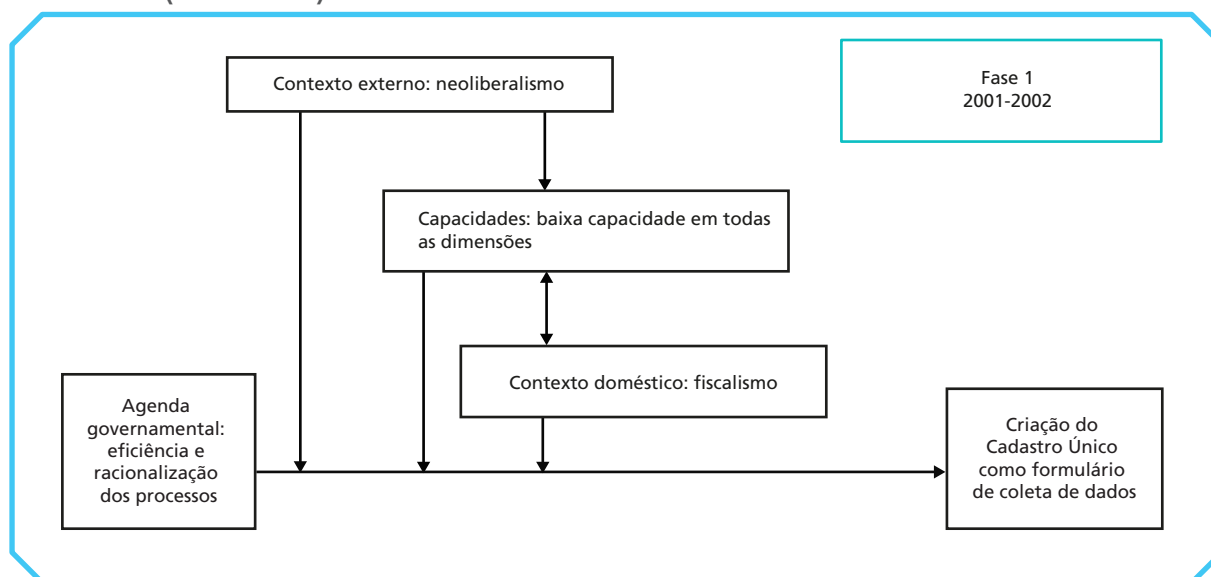 Contexto externo: neoliberalismo
Fase 1
2001-2002
Capacidades: baixa capacidade em todas
as dimensões
Contexto doméstico: fiscalismo
Agenda
governamental:
eficiência e
racionalização
dos processos
Criação do
Cadastro Único
como formulário
de coleta de dados